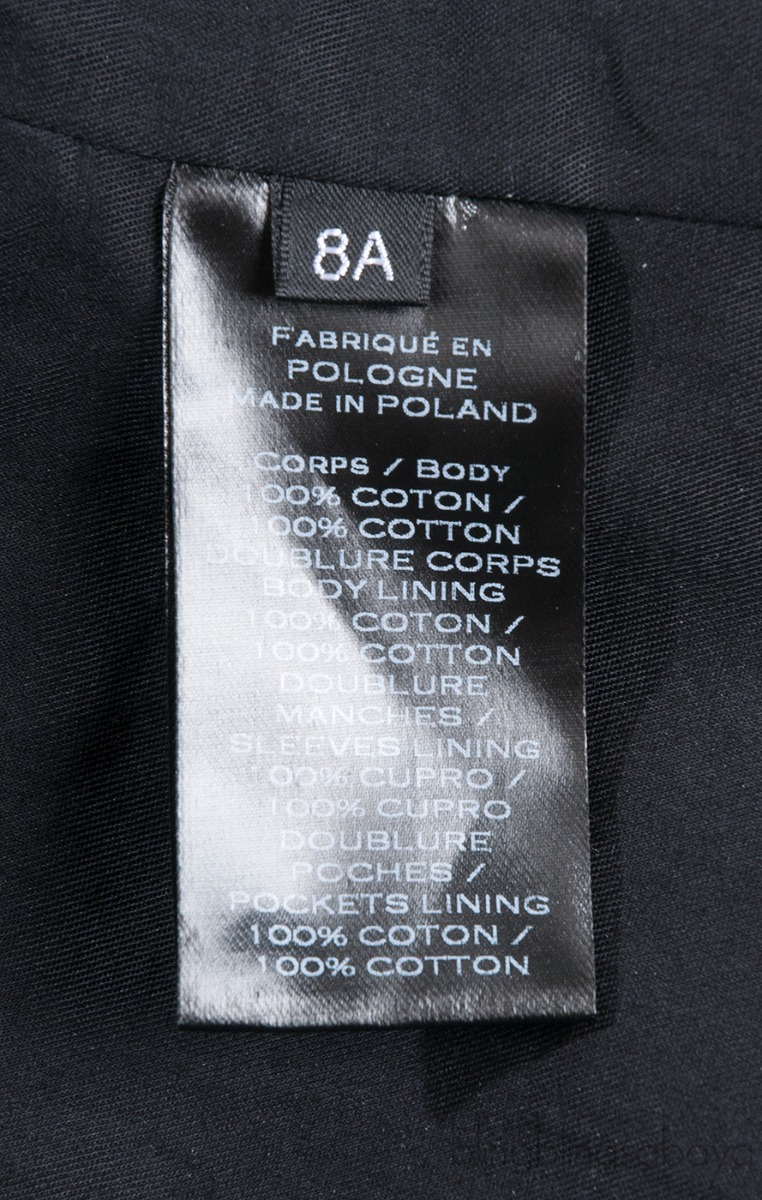 8A
FABRIQUÉ EN
POLOGNE
MADE IN POLAND
CORPS / BODY
100% COTON /
100% COTTON
DOUBLURE CORPS
BODY LINING
100% COTON /
100% COTTON
DOUBLURE
MANCHES /
SLEEVES LINING
100% CUPRO /
100% CUPRO
DOUBLURE
POCHES /
POCKETS LINING
100% COTON /
100% COTTON